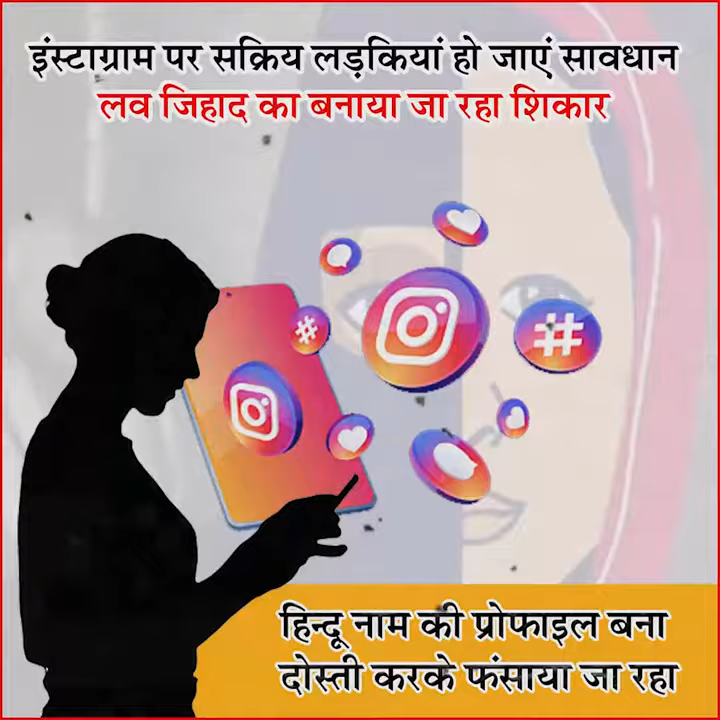 इंस्टाग्राम पर सक्रिय लड़कियां हो जाएं सावधान
लव जिहाद का बनाया जा रहा शिकार
हिन्दू नाम की प्रोफाइल बना
दोस्ती करके फंसाया जा रहा